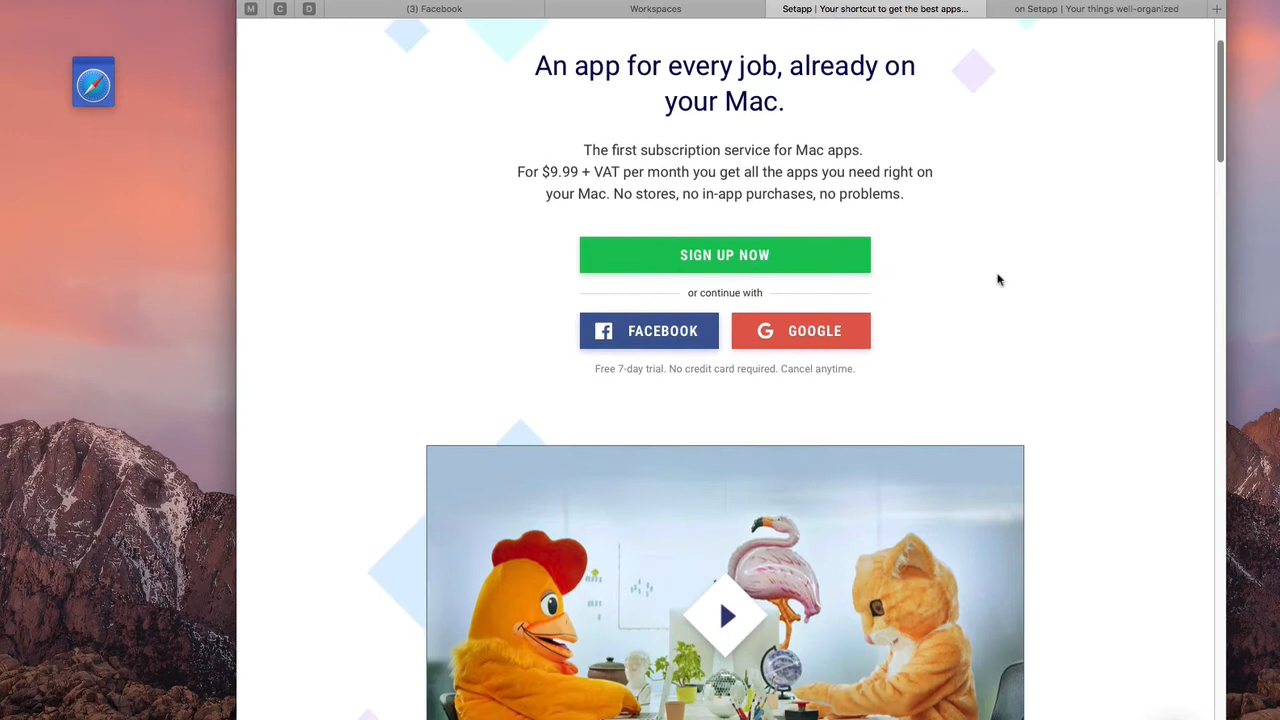 M
C
D
(3) Facebook
Workspaces
Setapp | Your shortcut to get the best apps...
on Setapp | Your things well-organized
An app for every job, already on
your Mac.
The first subscription service for Mac apps.
For $9.99 + VAT per month you get all the apps you need right on
your Mac. No stores, no in-app purchases, no problems.
SIGN UP NOW
or continue with
FACEBOOK
GOOGLE
Free 7-day trial. No credit card required. Cancel anytime.